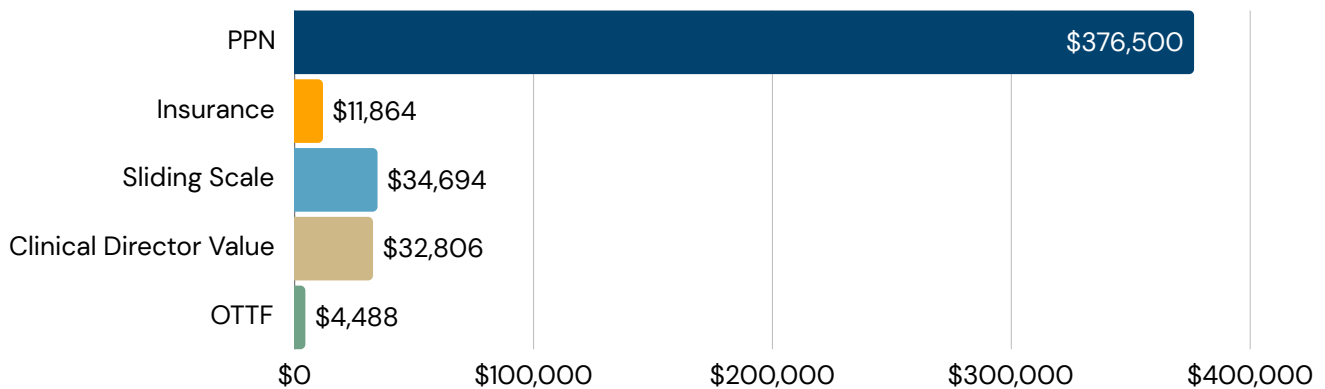 PPN $376,500
Insurance $11,864
Sliding Scale $34,694
Clinical Director Value $32,806
OTTF $4,488
$0 $100,000 $200,000 $300,000 $400,000